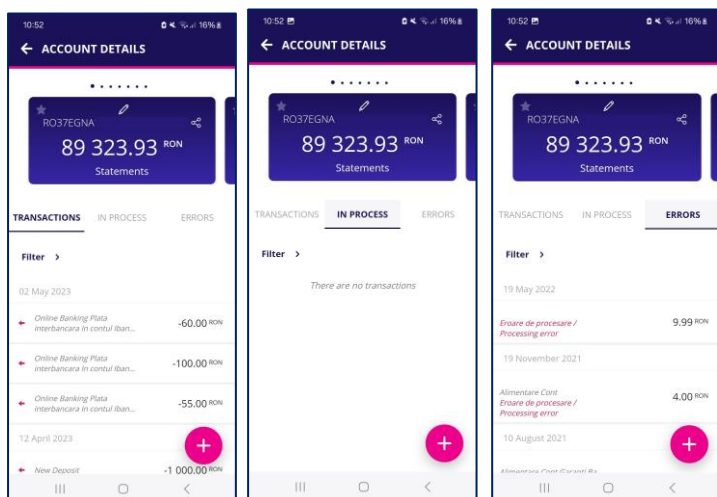 10:52
16%
ACCOUNT DETAILS
RO37EGNA
89 323.93 RON
Statements
TRANSACTIONS IN PROCESS ERRORS
Filter >
02 May 2023
Online Banking Plata
interbancara in contul Iban...
-60.00 RON
Online Banking Plata
interbancara in contul Iban...
-100.00 RON
Online Banking Plata
interbancara in contul Iban...
-55.00 RON
12 April 2023
New Deposit
-1 000.00 RON
10:52
16%
ACCOUNT DETAILS
RO37EGNA
89 323.93 RON
Statements
TRANSACTIONS IN PROCESS ERRORS
Filter >
There are no transactions
10:52
16%
ACCOUNT DETAILS
RO37EGNA
89 323.93 RON
Statements
TRANSACTIONS IN PROCESS ERRORS
Filter >
19 May 2022
Eroare de procesare /
Processing error
9.99 RON
19 November 2021
Alimentare Cont
Eroare de procesare /
Processing error
4.00 RON
10 August 2021
Alimentara Cont Garanti Ba